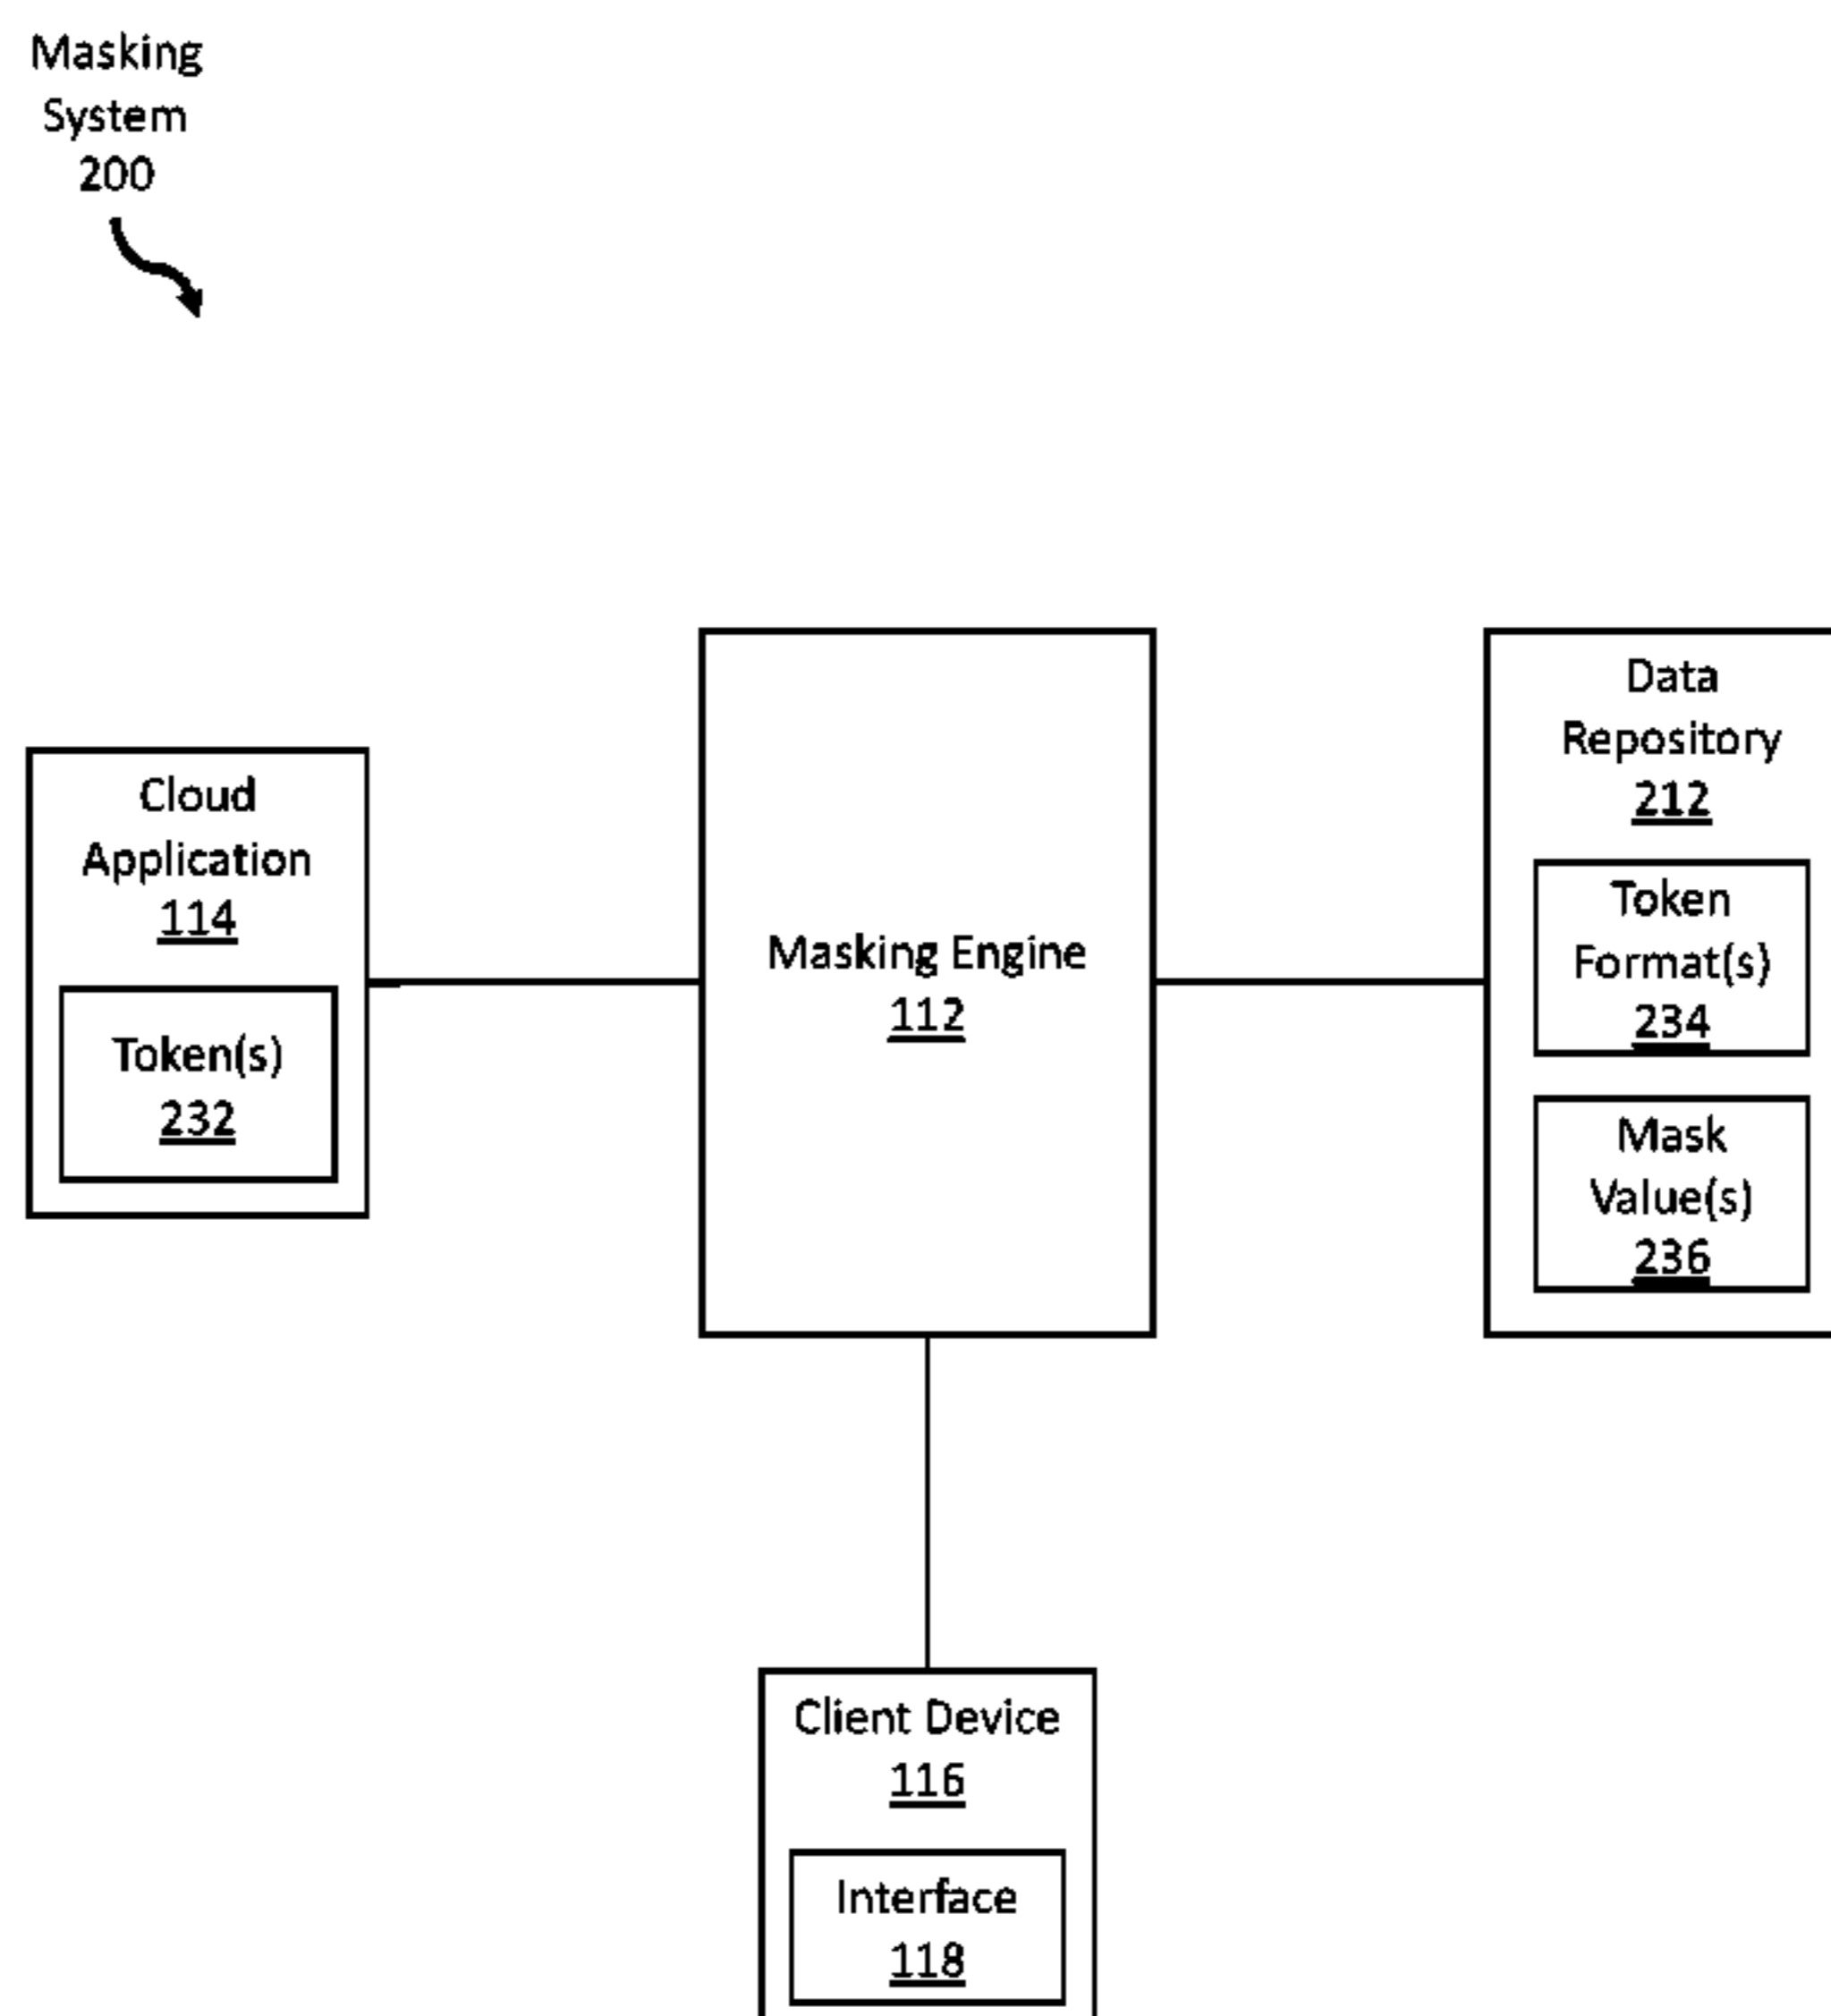 Masking
System
200
Cloud
Application
114
Token(s)
232
Masking Engine
112
Data
Repository
212
Token
Format(s)
234
Mask
Value(s)
236
Client Device
116
Interface
118